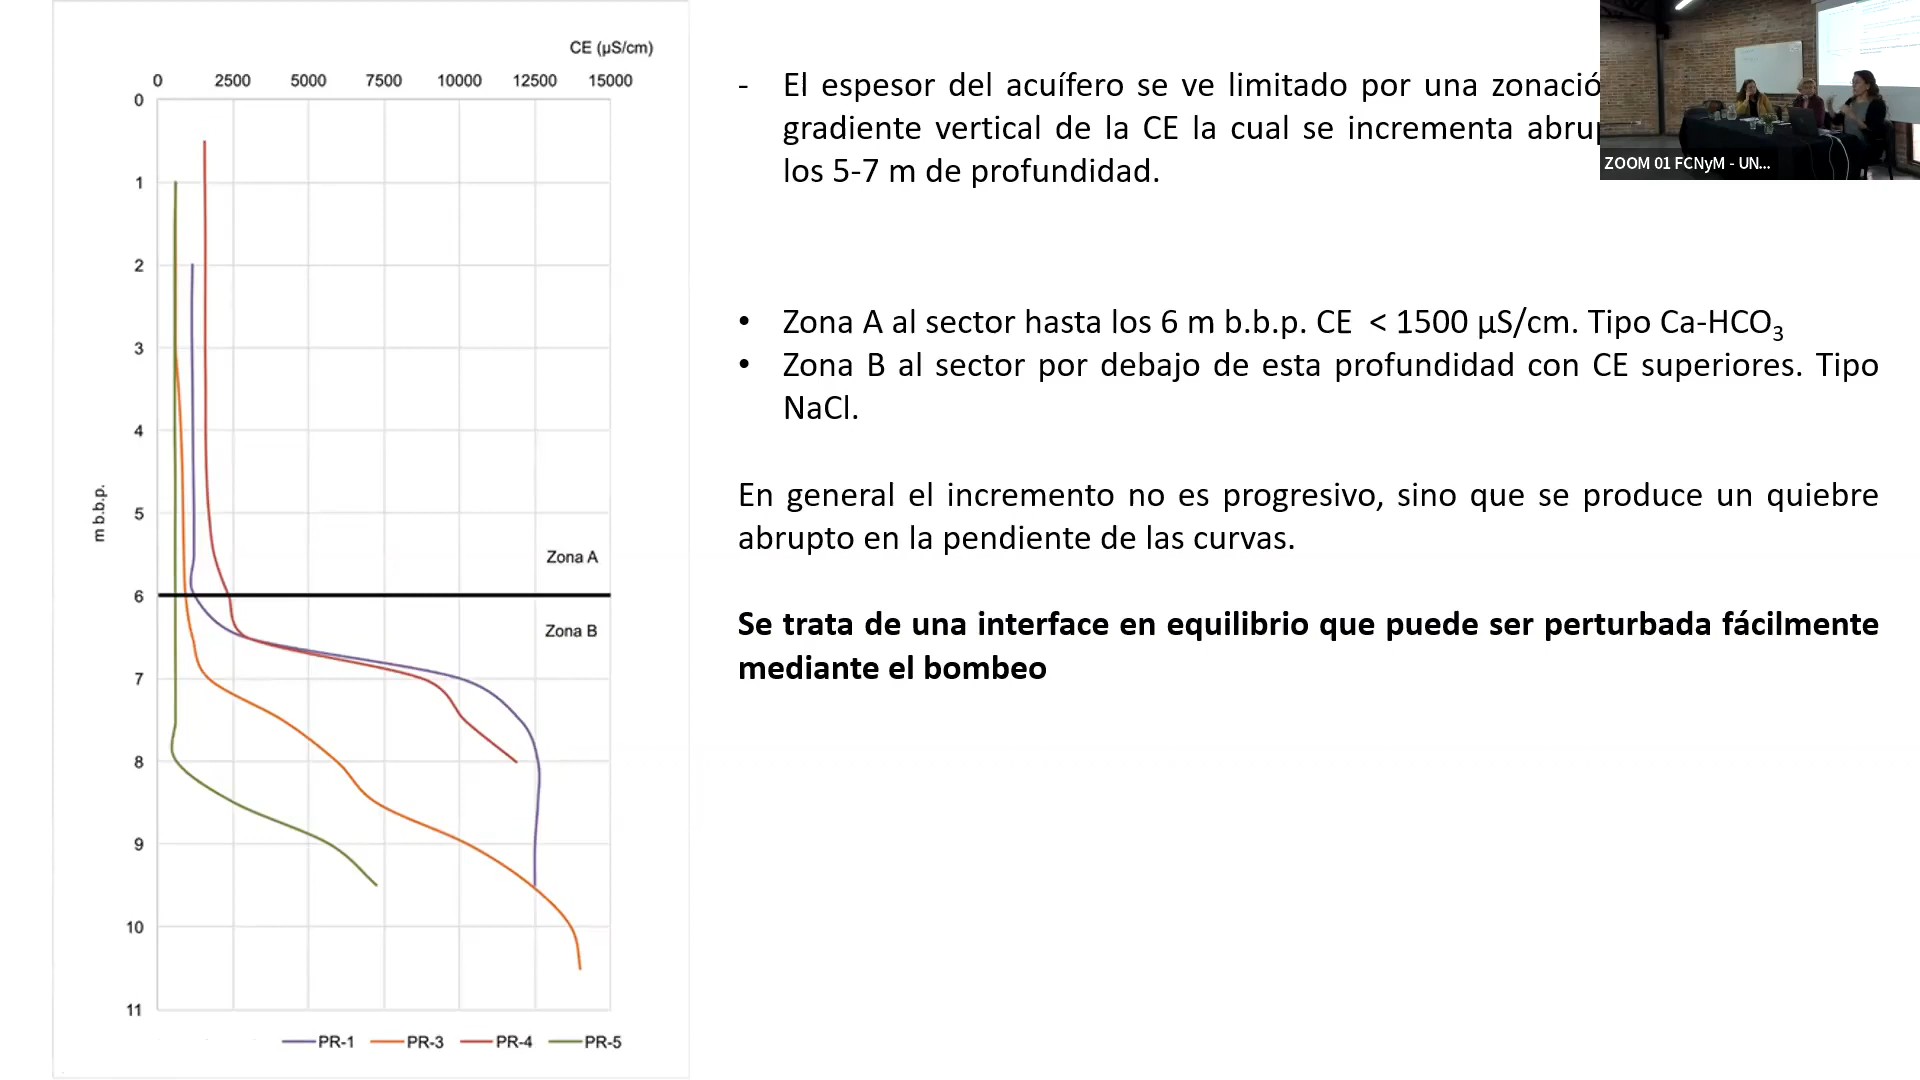 CE (µS/cm)
0 2500 5000 7500 10000 12500 15000
0
1
2
3
4
5
6
7
8
9
10
11
m b.b.p.
Zona A
Zona B
PR-1 PR-3 PR-4 PR-5
- El espesor del acuífero se ve limitado por una
gradiente vertical de la CE la cual se incrementa
los 5-7 m de profundidad.
• Zona A al sector hasta los 6 m b.b.p. CE < 1500 µS/cm. Tipo Ca-HCO₃
• Zona B al sector por debajo de esta profundidad con CE superiores. Tipo
NaCl.
En general el incremento no es progresivo, sino que se produce un quiebre
abrupto en la pendiente de las curvas.
Se trata de una interface en equilibrio que puede ser perturbada fácilmente
mediante el bombeo
ZOOM 01 FCNyM - UN...